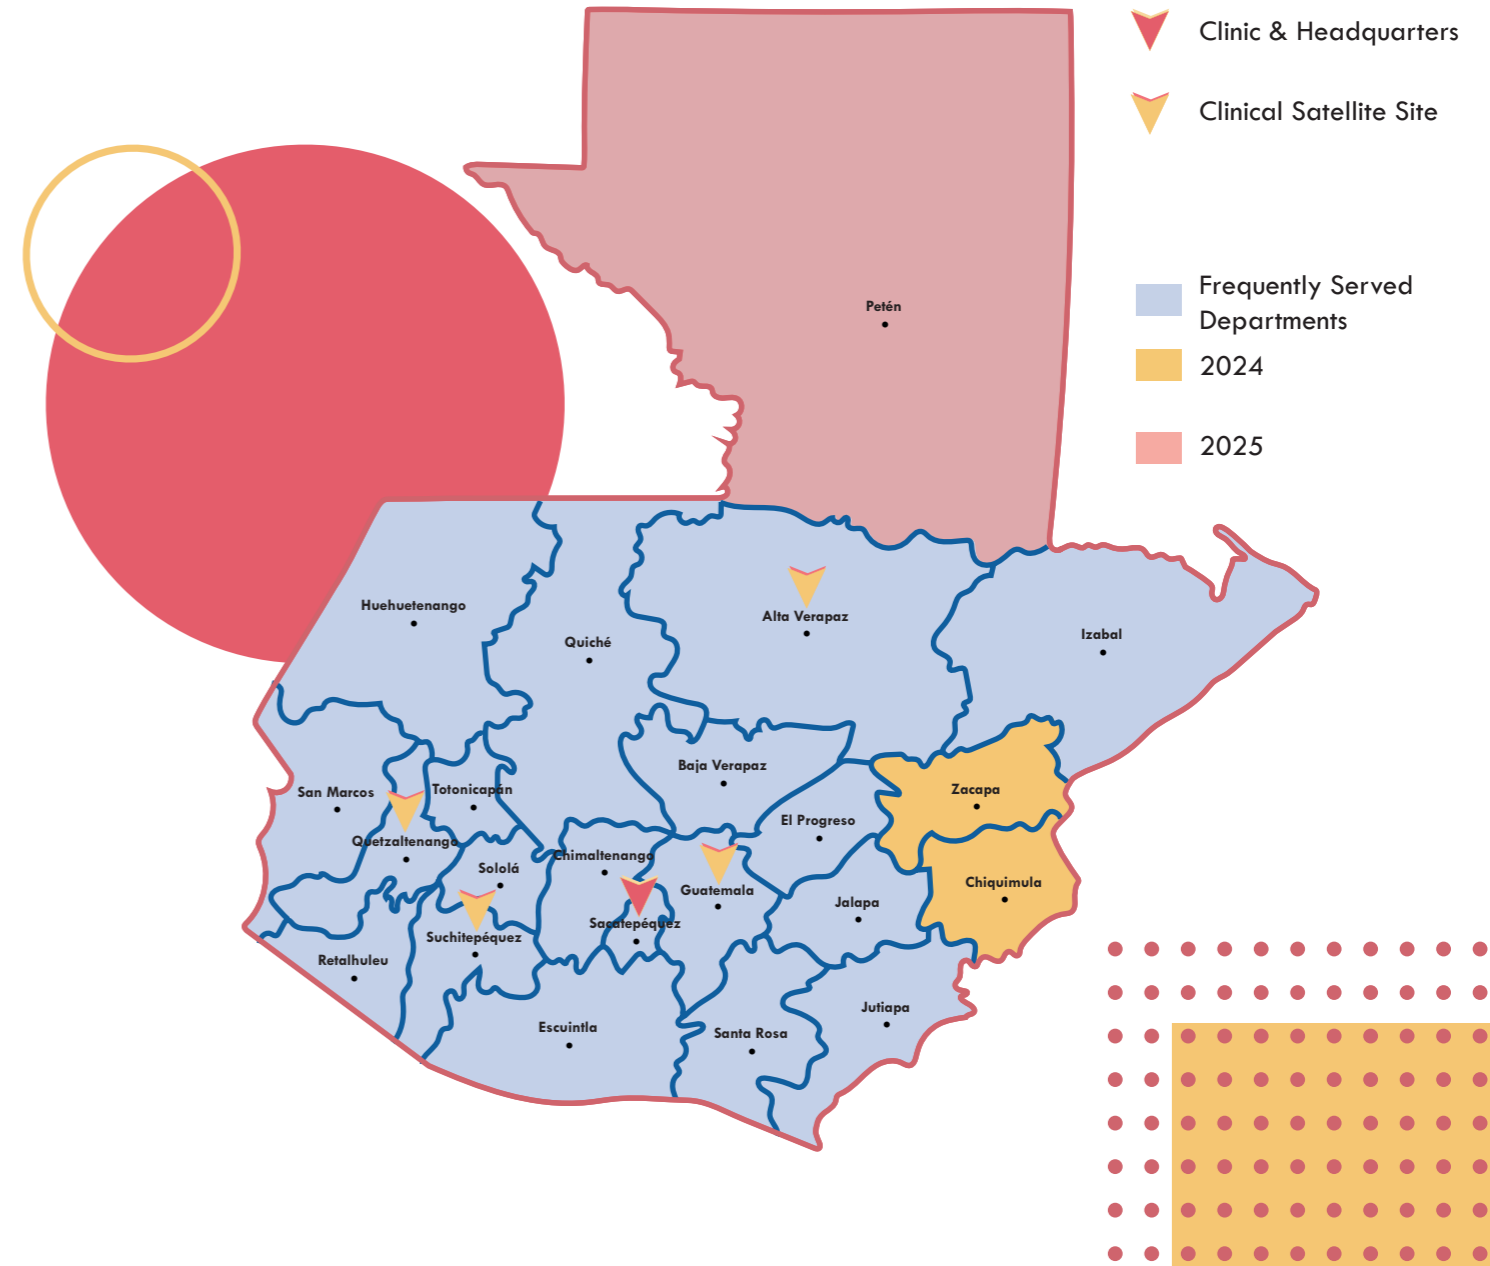 Clinic & Headquarters
Clinical Satellite Site
Frequently Served
Departments
2024
2025
Petén
Huehuetenango
Quiché
Alta Verapaz
Izabal
San Marcos
Totonicapán
Baja Verapaz
Zacapa
Quetzaltenango
El Progreso
Sololá
Chimaltenango
Guatemala
Chiquimula
Jalapa
Suchitepéquez
Sacatepéquez
Retalhuleu
Escuintla
Santa Rosa
Jutiapa